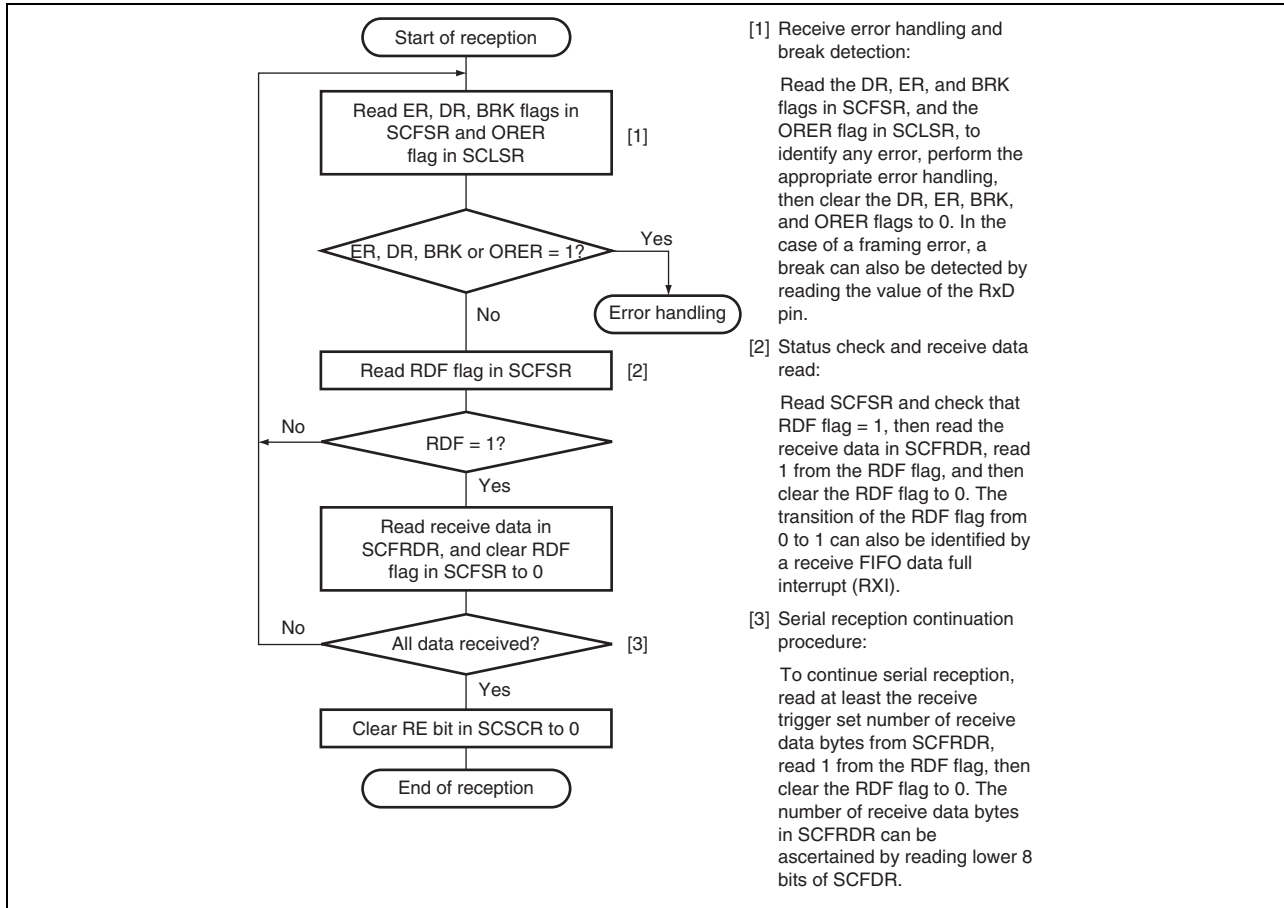 Start of reception
Read ER, DR, BRK flags in
SCFSR and ORER
flag in SCLSR
[1]
ER, DR, BRK or ORER = 1?
Yes
No
Error handling
Read RDF flag in SCFSR
[2]
No
RDF = 1?
Yes
Read receive data in
SCFRDR, and clear RDF
flag in SCFSR to 0
No
All data received?
[3]
Yes
Clear RE bit in SCSCR to 0
End of reception
[1] Receive error handling and
break detection:
Read the DR, ER, and BRK
flags in SCFSR, and the
ORER flag in SCLSR, to
identify any error, perform the
appropriate error handling,
then clear the DR, ER, BRK,
and ORER flags to 0. In the
case of a framing error, a
break can also be detected by
reading the value of the RxD
pin.
[2] Status check and receive data
read:
Read SCFSR and check that
RDF flag = 1, then read the
receive data in SCFRDR, read
1 from the RDF flag, and then
clear the RDF flag to 0. The
transition of the RDF flag from
0 to 1 can also be identified by
a receive FIFO data full
interrupt (RXI).
[3] Serial reception continuation
procedure:
To continue serial reception,
read at least the receive
trigger set number of receive
data bytes from SCFRDR,
read 1 from the RDF flag, then
clear the RDF flag to 0. The
number of receive data bytes
in SCFRDR can be
ascertained by reading lower 8
bits of SCFDR.